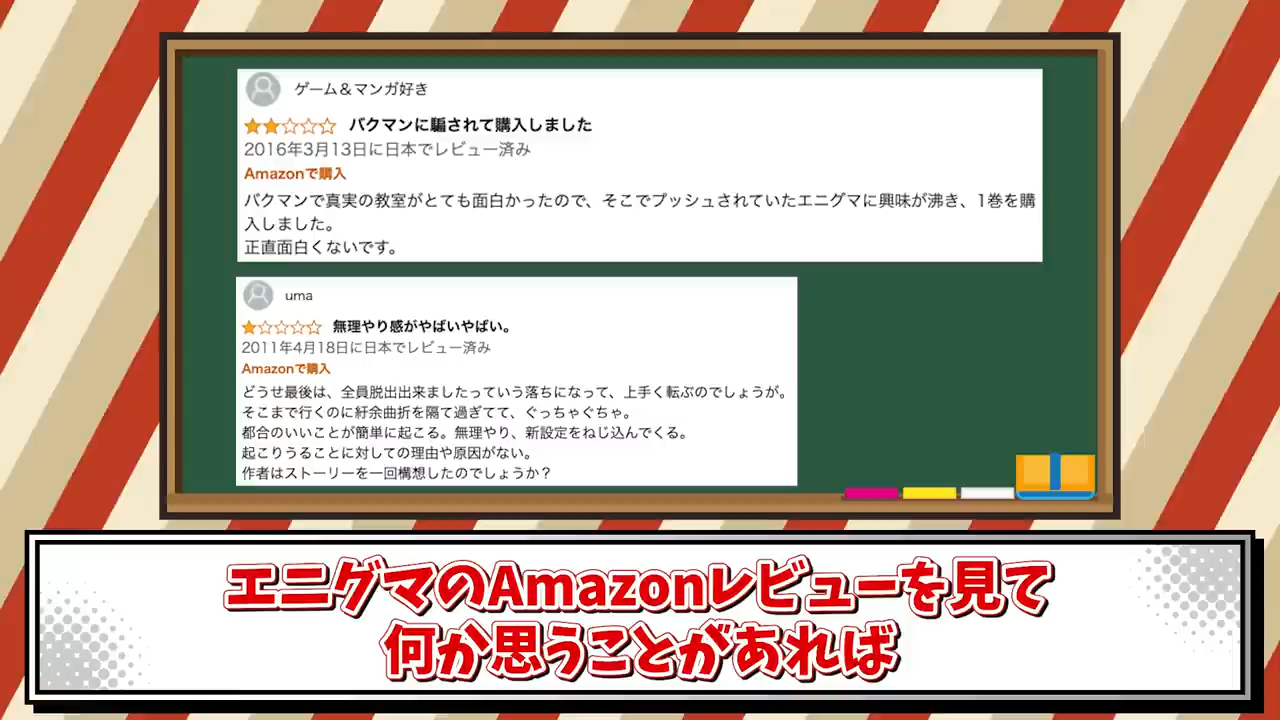 ゲーム＆マンガ好き
バクマンに騙されて購入しました
2016年3月13日に日本でレビュー済み
Amazonで購入
バクマンで真実の教室がとても面白かったので、そこでプッシュされていたエニグマに興味が沸き、1巻を購
入しました。
正直面白くないです。
uma
無理やり感がやばいやばい。
2011年4月18日に日本でレビュー済み
Amazonで購入
どうせ最後は、全員脱出出来ましたっていう落ちになって、上手く転ぶのでしょうが。
そこまで行くのに紆余曲折を隔て過ぎてて、ぐっちゃぐちゃ。
都合のいいことが簡単に起こる。無理やり、新設定をねじ込んでくる。
起こりうることに対しての理由や原因がない。
作者はストーリーを一回構想したのでしょうか？
エニグマのAmazonレビューを見て
何か思うことがあれば